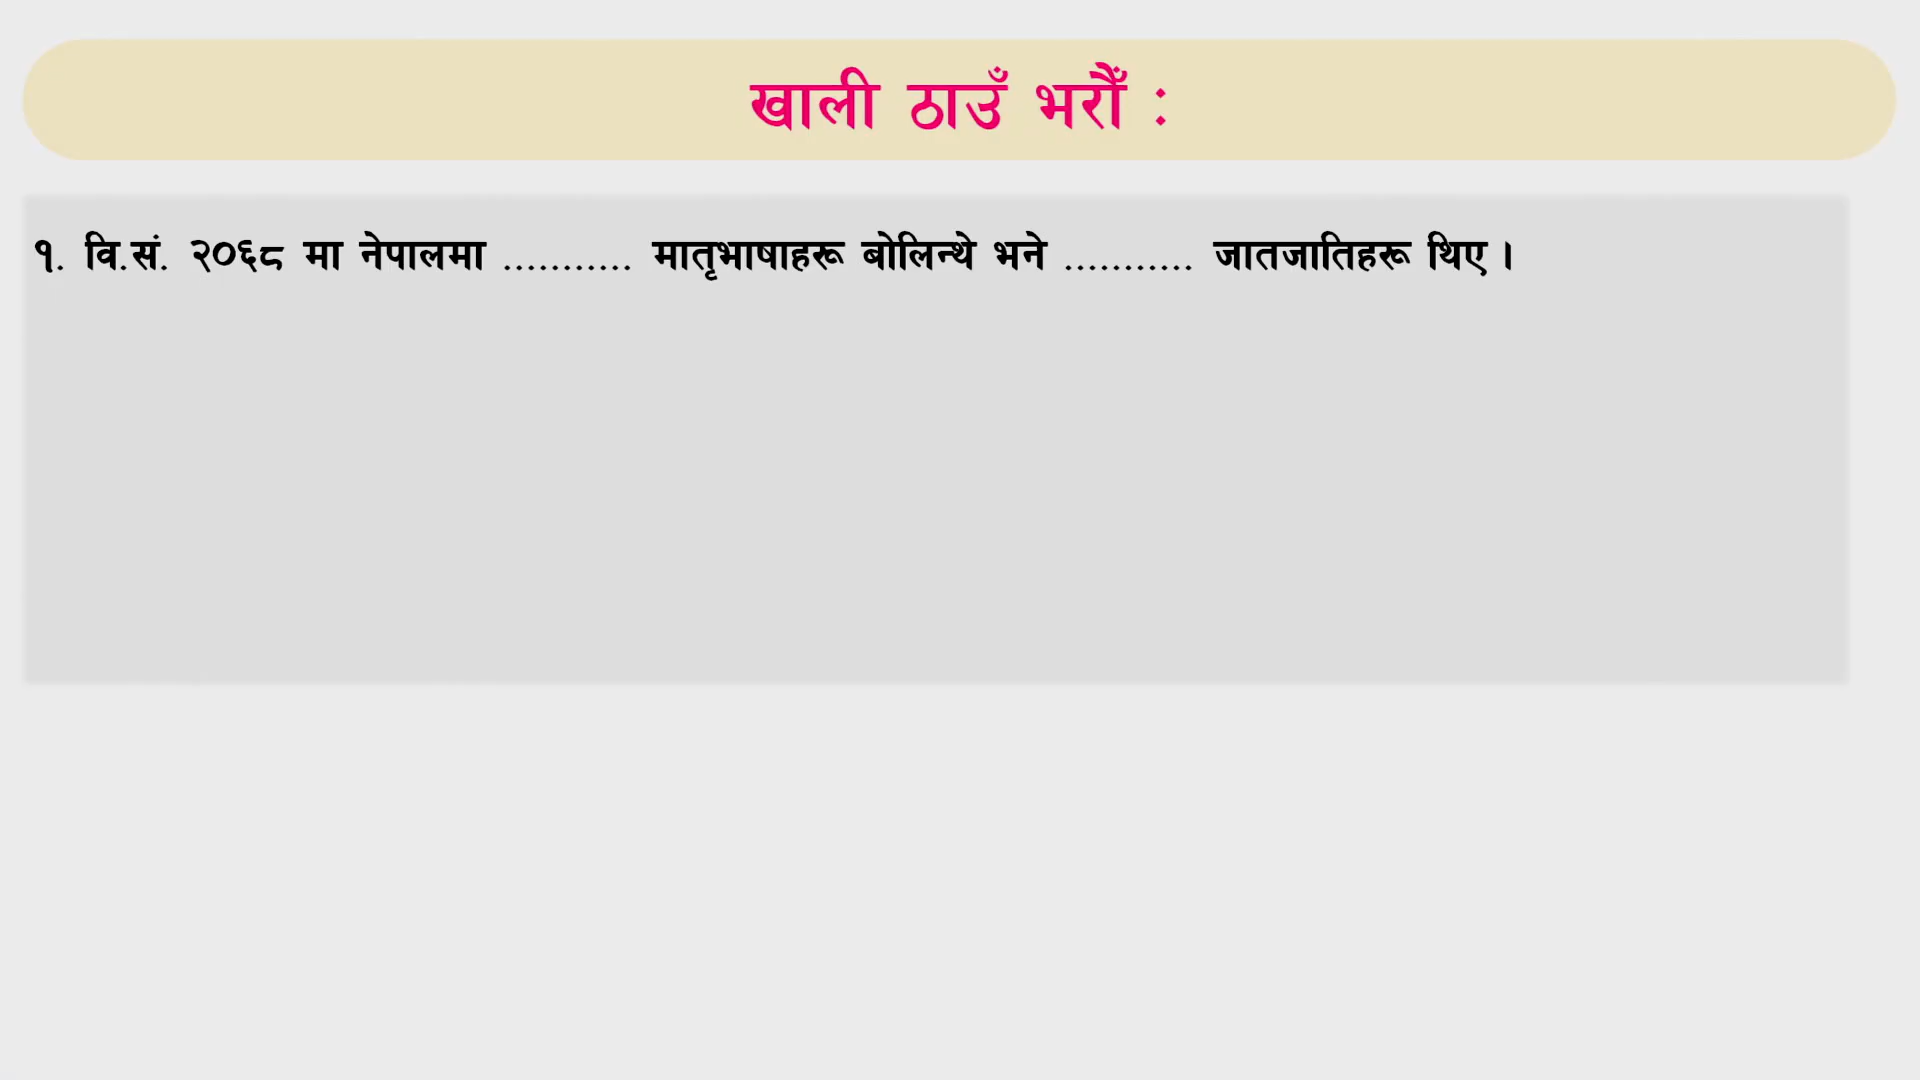 खाली ठाउँ भरौँ :
१. वि.सं. २०६८ मा नेपालमा ........... मातृभाषाहरू बोलिन्थे भने ........... जातजातिहरू थिए ।